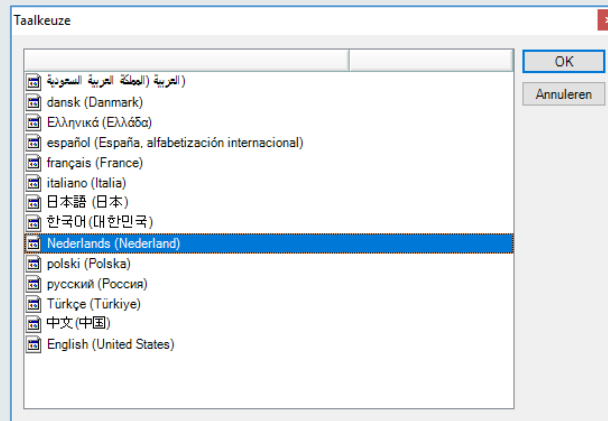 Taalkeuze
OK
Annuleren
العربية (المملكة العربية السعودية)
dansk (Danmark)
Ελληνικά (Ελλάδα)
español (España, alfabetización internacional)
français (France)
italiano (Italia)
日本語 (日本)
한국어(대한민국)
Nederlands (Nederland)
polski (Polska)
русский (Россия)
Türkçe (Türkiye)
中文(中国)
English (United States)